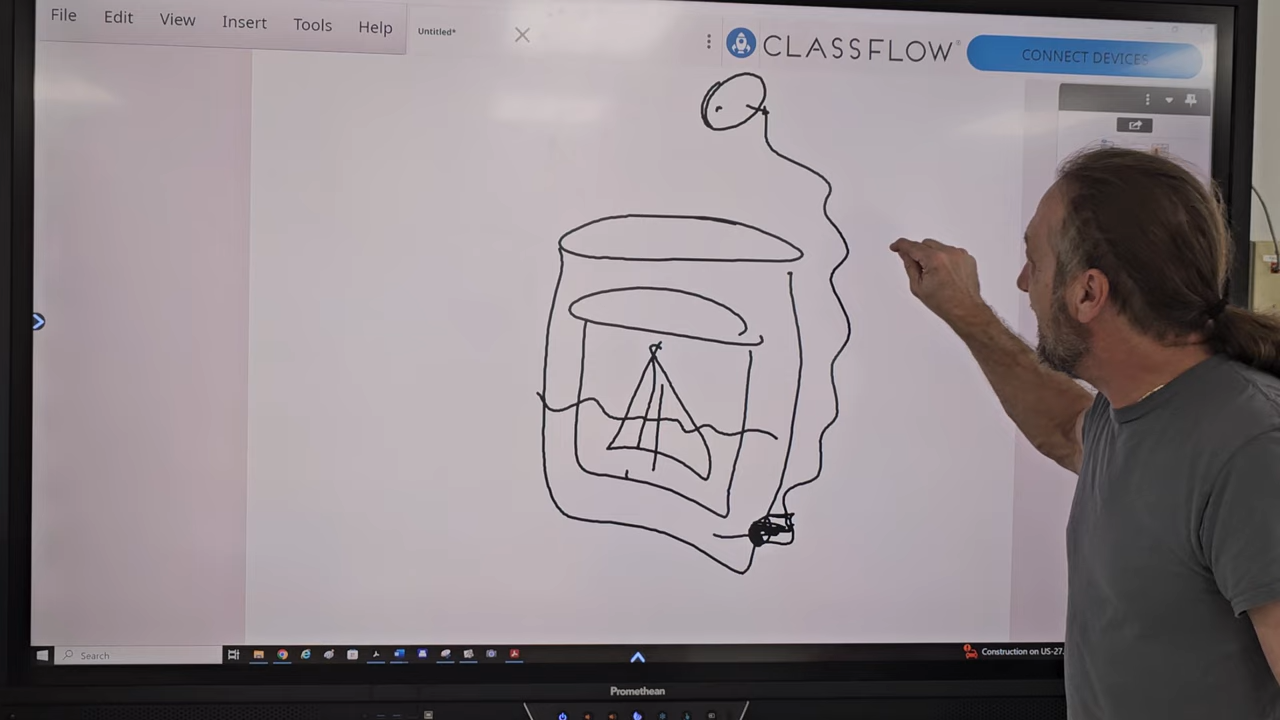 File Edit View Insert Tools Help
Untitled*
CLASSFLOW
CONNECT DEVICES
Search
Construction on US-27
Promethean